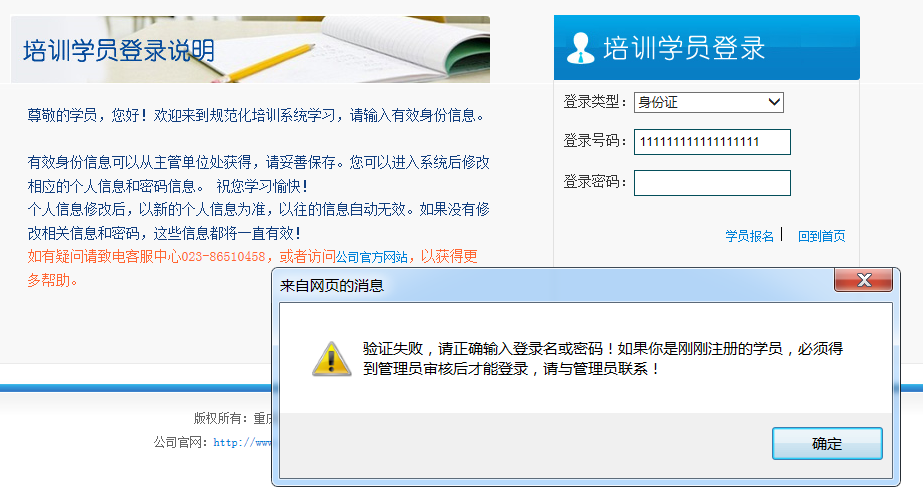 培训学员登录说明
尊敬的学员，您好！欢迎来到规范化培训系统学习，请输入有效身份信息。
有效身份信息可以从主管单位处获得，请妥善保存。您可以进入系统后修改
相应的个人信息和密码信息。 祝您学习愉快！
个人信息修改后，以新的个人信息为准，以往的信息自动无效。如果没有修
改相关信息和密码，这些信息都将一直有效！
如有疑问请致电客服中心023-86510458，或者访问公司官方网站，以获得更
多帮助。
培训学员登录
登录类型： 身份证
登录号码： 111111111111111111
登录密码：
学员报名 | 回到首页
来自网页的消息
验证失败，请正确输入登录名或密码！如果你是刚刚注册的学员，必须得
到管理员审核后才能登录，请与管理员联系！
确定
版权所有：重庆
公司官网：http://www